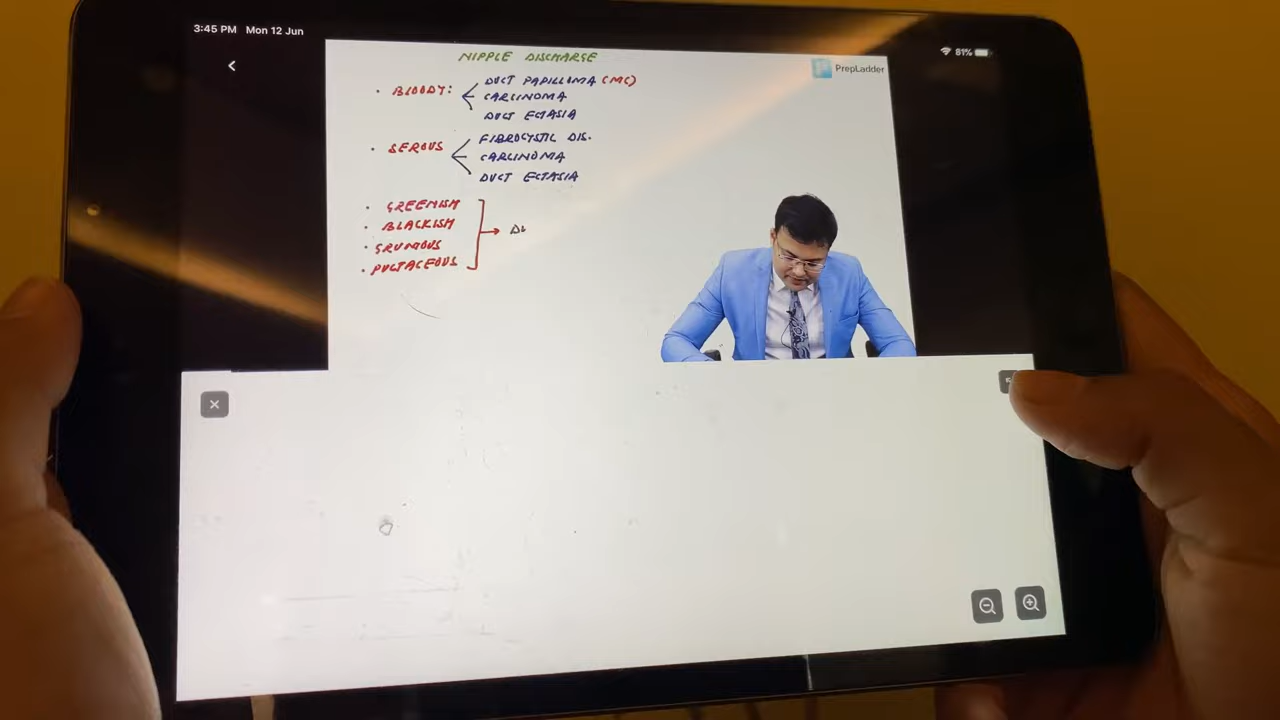 3:45 PM Mon 12 Jun
81%
NIPPLE DISCHARGE
PrepLadder
• BLOODY: DUCT PAPILLOMA (MC)
CARCINOMA
DUCT ECTASIA
• SEROUS FIBROCYSTIC DIS.
CARCINOMA
DUCT ECTASIA
• GREENISH
• BLACKISH
• GRUMOUS
• PULTACEOUS